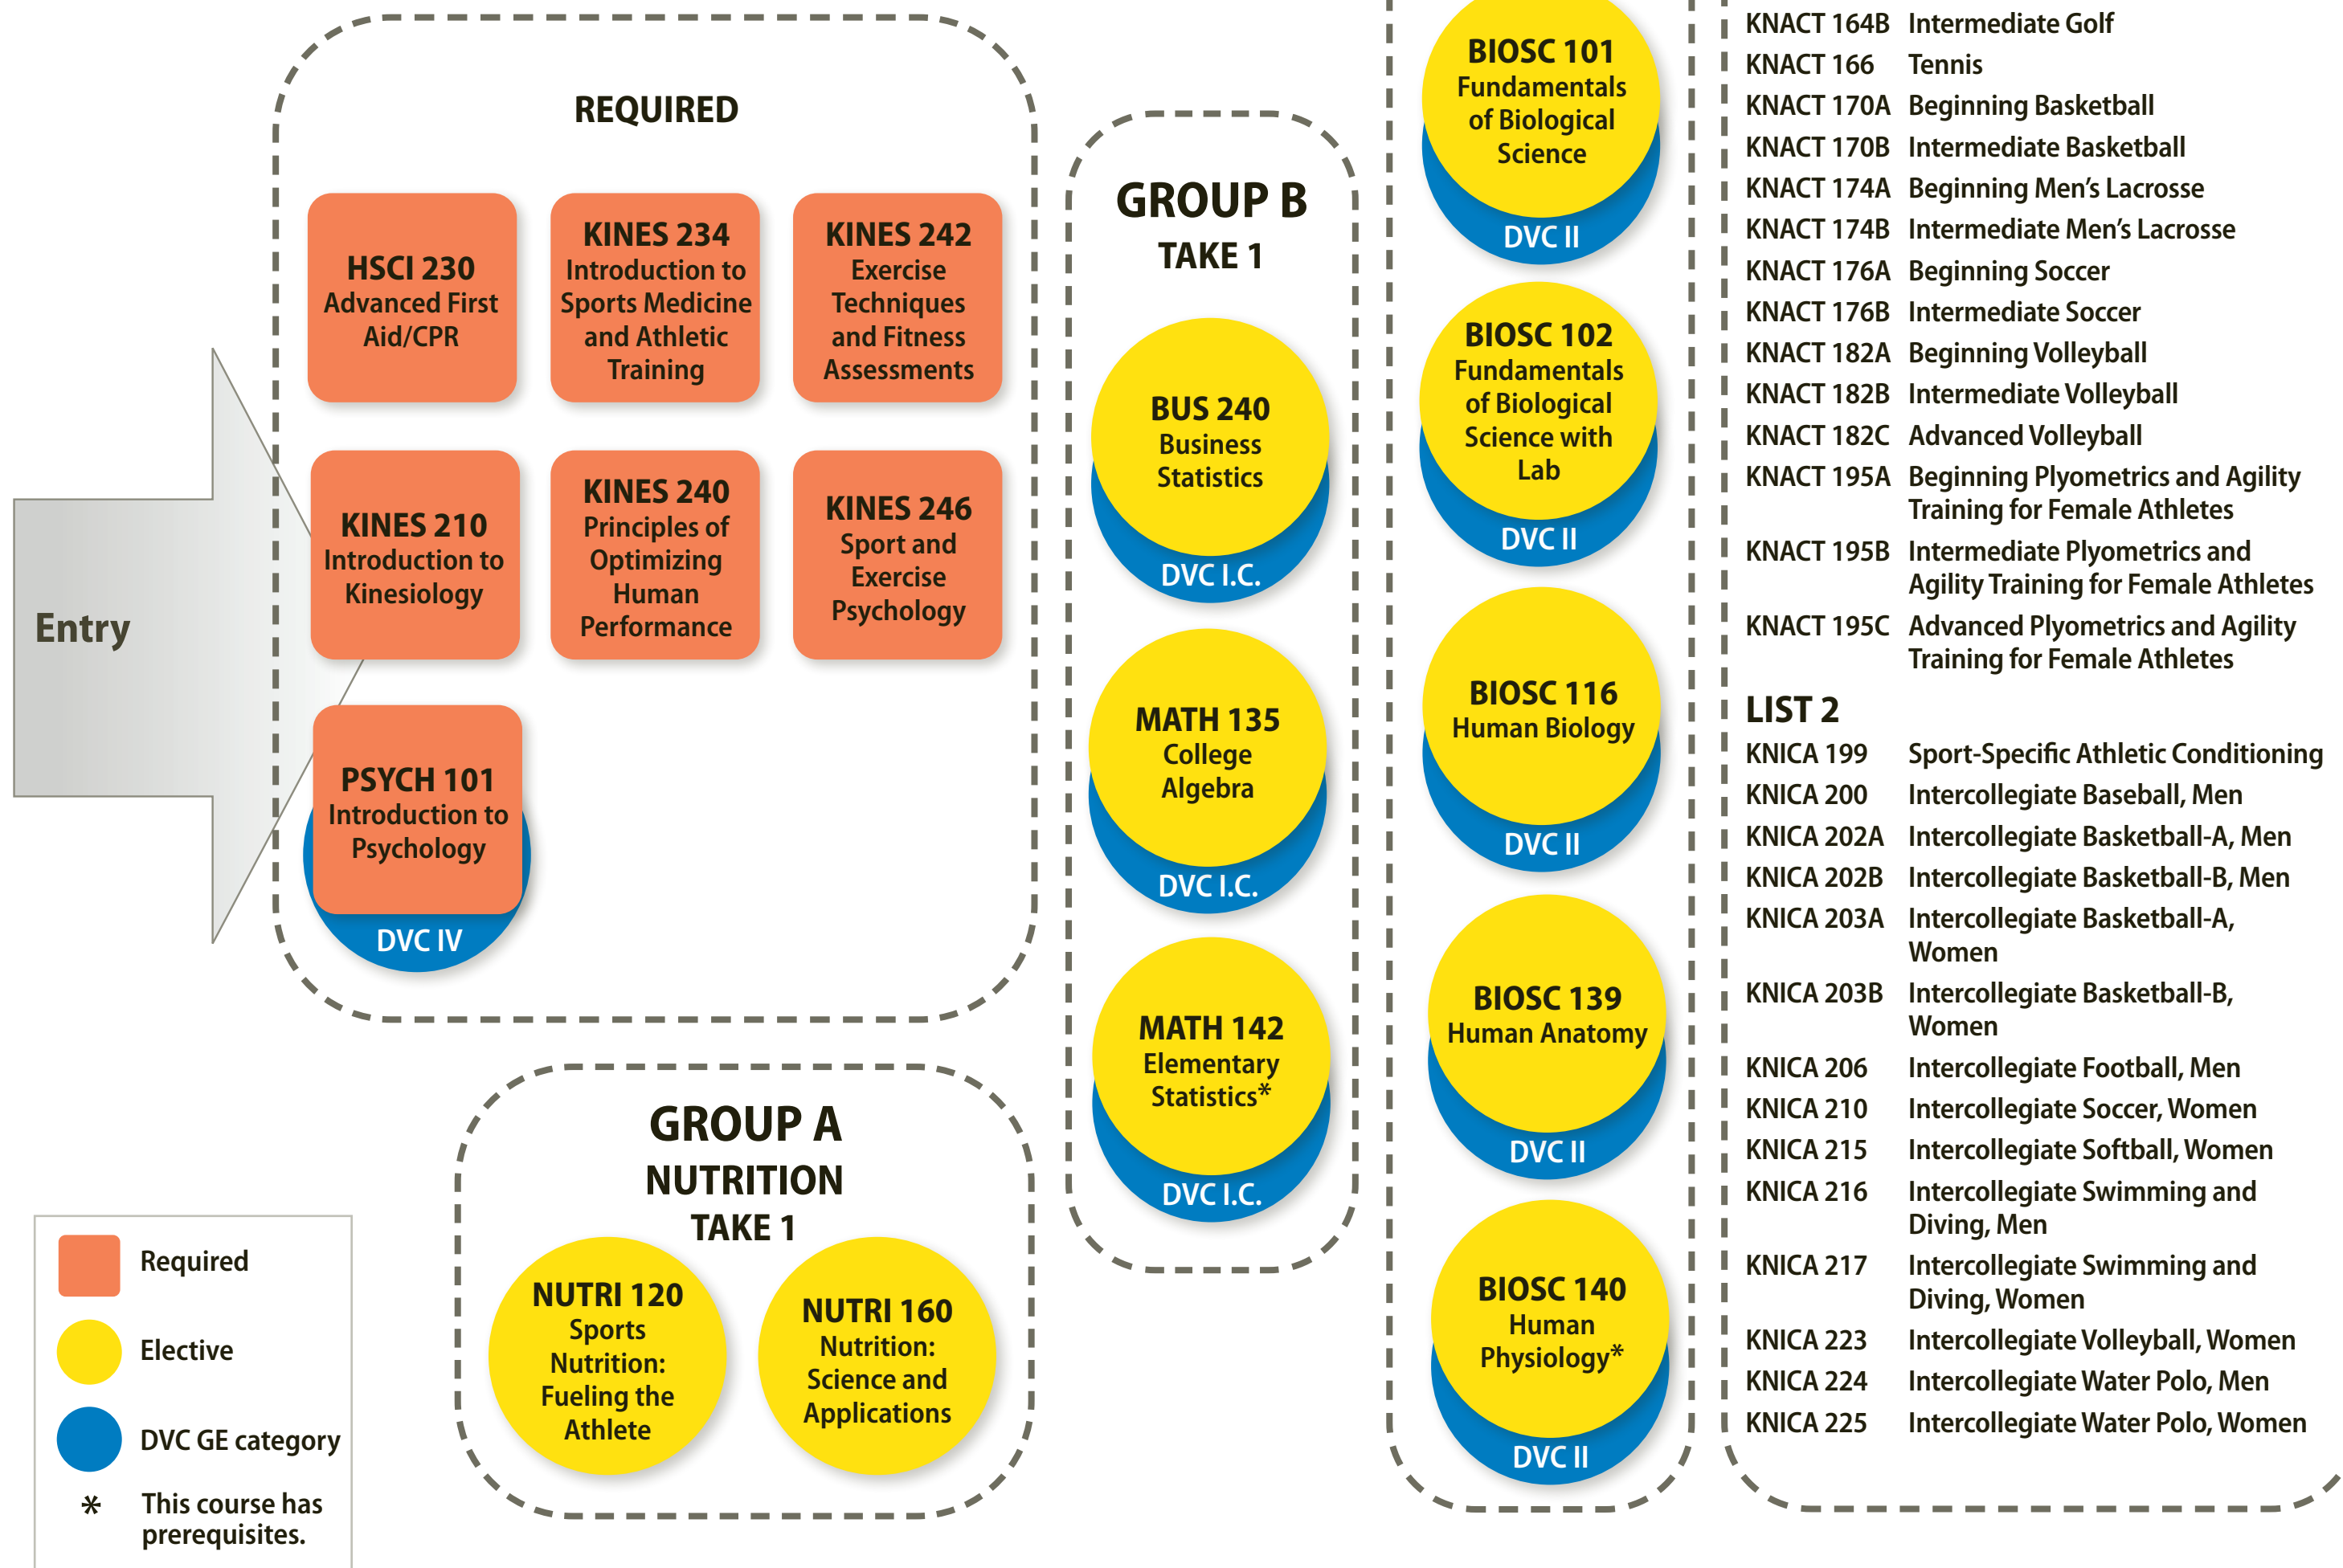 Entry
REQUIRED
HSCI 230
Advanced First
Aid/CPR
KINES 234
Introduction to
Sports Medicine
and Athletic
Training
KINES 242
Exercise
Techniques
and Fitness
Assessments
KINES 210
Introduction to
Kinesiology
KINES 240
Principles of
Optimizing
Human
Performance
KINES 246
Sport and
Exercise
Psychology
PSYCH 101
Introduction to
Psychology
DVC IV
GROUP A
NUTRITION
TAKE 1
NUTRI 120
Sports
Nutrition:
Fueling the
Athlete
NUTRI 160
Nutrition:
Science and
Applications
Required
Elective
DVC GE category
* This course has
prerequisites.
GROUP B
TAKE 1
BUS 240
Business
Statistics
DVC I.C.
MATH 135
College
Algebra
DVC I.C.
MATH 142
Elementary
Statistics*
DVC I.C.
BIOSC 101
Fundamentals
of Biological
Science
DVC II
BIOSC 102
Fundamentals
of Biological
Science with
Lab
DVC II
BIOSC 116
Human Biology
DVC II
BIOSC 139
Human Anatomy
DVC II
BIOSC 140
Human
Physiology*
DVC II
KNACT 164B Intermediate Golf
KNACT 166 Tennis
KNACT 170A Beginning Basketball
KNACT 170B Intermediate Basketball
KNACT 174A Beginning Men’s Lacrosse
KNACT 174B Intermediate Men’s Lacrosse
KNACT 176A Beginning Soccer
KNACT 176B Intermediate Soccer
KNACT 182A Beginning Volleyball
KNACT 182B Intermediate Volleyball
KNACT 182C Advanced Volleyball
KNACT 195A Beginning Plyometrics and Agility
Training for Female Athletes
KNACT 195B Intermediate Plyometrics and
Agility Training for Female Athletes
KNACT 195C Advanced Plyometrics and Agility
Training for Female Athletes
LIST 2
KNICA 199 Sport-Specific Athletic Conditioning
KNICA 200 Intercollegiate Baseball, Men
KNICA 202A Intercollegiate Basketball-A, Men
KNICA 202B Intercollegiate Basketball-B, Men
KNICA 203A Intercollegiate Basketball-A,
Women
KNICA 203B Intercollegiate Basketball-B,
Women
KNICA 206 Intercollegiate Football, Men
KNICA 210 Intercollegiate Soccer, Women
KNICA 215 Intercollegiate Softball, Women
KNICA 216 Intercollegiate Swimming and
Diving, Men
KNICA 217 Intercollegiate Swimming and
Diving, Women
KNICA 223 Intercollegiate Volleyball, Women
KNICA 224 Intercollegiate Water Polo, Men
KNICA 225 Intercollegiate Water Polo, Women